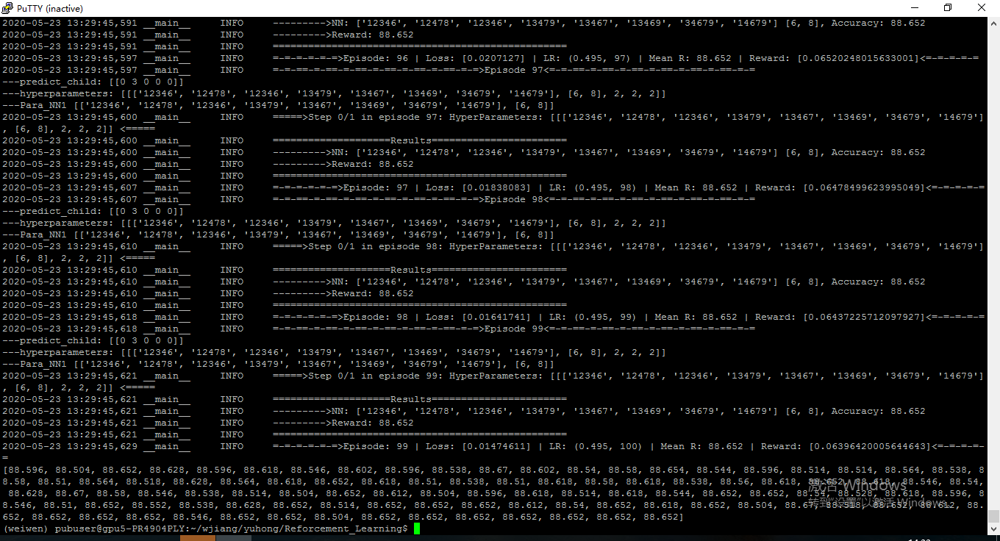 PuTTY (inactive)
2020-05-23 13:29:45,591 __main__     INFO     --------->NN: ['12346', '12478', '12346', '13479', '13467', '13469', '34679', '14679'] [6, 8], Accuracy: 88.652
2020-05-23 13:29:45,591 __main__     INFO     --------->Reward: 88.652
2020-05-23 13:29:45,591 __main__     INFO     ==================================================
2020-05-23 13:29:45,597 __main__     INFO     =-=-=-=-=-=>Episode: 96 | Loss: [0.0207127] | LR: (0.495, 97) | Mean R: 88.652 | Reward: [0.06520248015633001]<=-=-=-=-=
2020-05-23 13:29:45,597 __main__     INFO     =-=-==-=-==-=-==-=-==-=-==-=-==-=-=>Episode 97<=-=-==-=-==-=-==-=-==-=-==-=-==-=-=
---predict_child: [[0 3 0 0 0]]
---hyperparameters: [[['12346', '12478', '12346', '13479', '13467', '13469', '34679', '14679'], [6, 8], 2, 2, 2]]
---Para_NN1 [['12346', '12478', '12346', '13479', '13467', '13469', '34679', '14679'], [6, 8]]
2020-05-23 13:29:45,600 __main__     INFO     =====>Step 0/1 in episode 97: HyperParameters: [[['12346', '12478', '12346', '13479', '13467', '13469', '34679', '14679']
, [6, 8], 2, 2, 2]] <=====
2020-05-23 13:29:45,600 __main__     INFO     ====================Results=======================
2020-05-23 13:29:45,600 __main__     INFO     --------->NN: ['12346', '12478', '12346', '13479', '13467', '13469', '34679', '14679'] [6, 8], Accuracy: 88.652
2020-05-23 13:29:45,600 __main__     INFO     --------->Reward: 88.652
2020-05-23 13:29:45,600 __main__     INFO     ==================================================
2020-05-23 13:29:45,607 __main__     INFO     =-=-=-=-=-=>Episode: 97 | Loss: [0.01838083] | LR: (0.495, 98) | Mean R: 88.652 | Reward: [0.06478499623995049]<=-=-=-=-=
2020-05-23 13:29:45,607 __main__     INFO     =-=-==-=-==-=-==-=-==-=-==-=-==-=-=>Episode 98<=-=-==-=-==-=-==-=-==-=-==-=-==-=-=
---predict_child: [[0 3 0 0 0]]
---hyperparameters: [[['12346', '12478', '12346', '13479', '13467', '13469', '34679', '14679'], [6, 8], 2, 2, 2]]
---Para_NN1 [['12346', '12478', '12346', '13479', '13467', '13469', '34679', '14679'], [6, 8]]
2020-05-23 13:29:45,610 __main__     INFO     =====>Step 0/1 in episode 98: HyperParameters: [[['12346', '12478', '12346', '13479', '13467', '13469', '34679', '14679']
, [6, 8], 2, 2, 2]] <=====
2020-05-23 13:29:45,610 __main__     INFO     ====================Results=======================
2020-05-23 13:29:45,610 __main__     INFO     --------->NN: ['12346', '12478', '12346', '13479', '13467', '13469', '34679', '14679'] [6, 8], Accuracy: 88.652
2020-05-23 13:29:45,610 __main__     INFO     --------->Reward: 88.652
2020-05-23 13:29:45,610 __main__     INFO     ==================================================
2020-05-23 13:29:45,618 __main__     INFO     =-=-=-=-=-=>Episode: 98 | Loss: [0.01641741] | LR: (0.495, 99) | Mean R: 88.652 | Reward: [0.06437225712097927]<=-=-=-=-=
2020-05-23 13:29:45,618 __main__     INFO     =-=-==-=-==-=-==-=-==-=-==-=-==-=-=>Episode 99<=-=-==-=-==-=-==-=-==-=-==-=-==-=-=
---predict_child: [[0 3 0 0 0]]
---hyperparameters: [[['12346', '12478', '12346', '13479', '13467', '13469', '34679', '14679'], [6, 8], 2, 2, 2]]
---Para_NN1 [['12346', '12478', '12346', '13479', '13467', '13469', '34679', '14679'], [6, 8]]
2020-05-23 13:29:45,621 __main__     INFO     =====>Step 0/1 in episode 99: HyperParameters: [[['12346', '12478', '12346', '13479', '13467', '13469', '34679', '14679']
, [6, 8], 2, 2, 2]] <=====
2020-05-23 13:29:45,621 __main__     INFO     ====================Results=======================
2020-05-23 13:29:45,621 __main__     INFO     --------->NN: ['12346', '12478', '12346', '13479', '13467', '13469', '34679', '14679'] [6, 8], Accuracy: 88.652
2020-05-23 13:29:45,621 __main__     INFO     --------->Reward: 88.652
2020-05-23 13:29:45,621 __main__     INFO     ==================================================
2020-05-23 13:29:45,629 __main__     INFO     =-=-=-=-=-=>Episode: 99 | Loss: [0.01474611] | LR: (0.495, 100) | Mean R: 88.652 | Reward: [0.06396420005644643]<=-=-=-=-
=
[88.596, 88.504, 88.652, 88.628, 88.596, 88.618, 88.546, 88.602, 88.596, 88.538, 88.67, 88.602, 88.54, 88.58, 88.654, 88.544, 88.596, 88.514, 88.514, 88.564, 88.538, 8
8.58, 88.51, 88.564, 88.518, 88.628, 88.564, 88.618, 88.652, 88.618, 88.51, 88.538, 88.51, 88.618, 88.58, 88.618, 88.538, 88.56, 88.618, 88.652, 88.618, 88.546, 88.54,
88.628, 88.67, 88.58, 88.546, 88.538, 88.514, 88.504, 88.652, 88.612, 88.504, 88.596, 88.618, 88.514, 88.618, 88.544, 88.652, 88.652, 88.54, 88.528, 88.618, 88.596, 8
8.546, 88.51, 88.652, 88.552, 88.538, 88.628, 88.652, 88.514, 88.652, 88.652, 88.652, 88.612, 88.54, 88.652, 88.618, 88.652, 88.504, 88.652, 88.
652, 88.652, 88.652, 88.652, 88.546, 88.652, 88.652, 88.504, 88.652, 88.652, 88.652, 88.652, 88.652, 88.652, 88.652]
激活 Windows
转到"设置"以激活 Windows。
(weiwen) pubuser@gpu5-PR4904PLY:~/wjiang/yuhong/Reforcement_Learning$